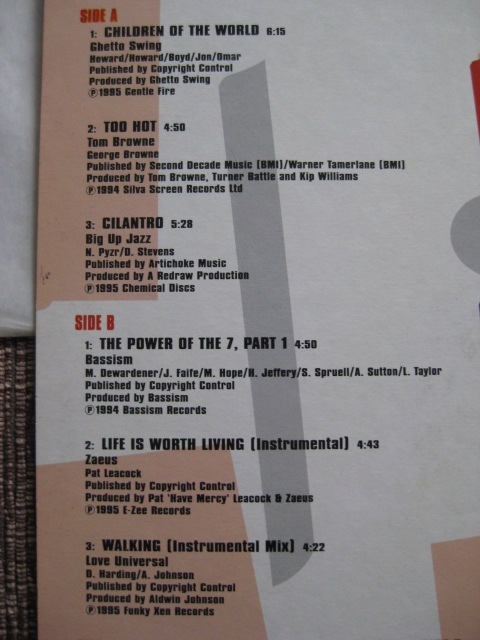 SIDE A
1: CHILDREN OF THE WORLD 6:15
Ghetto Swing
Howard/Howard/Boyd/Jon/Omar
Published by Copyright Control
Produced by Ghetto Swing
Ⓟ1995 Gentle Fire
2: TOO HOT 4:50
Tom Browne
George Browne
Published by Second Decade Music (BMI)/Warner Tamerlane (BMI)
Produced by Tom Browne, Turner Battle and Kip Williams
Ⓟ1994 Silva Screen Records Ltd
3: CILANTRO 5:28
Big Up Jazz
N. Pyzr/D. Stevens
Published by Artichoke Music
Produced by A Redraw Production
Ⓟ1995 Chemical Discs
SIDE B
1: THE POWER OF THE 7, PART 1 4:50
Bassism
M. Dewardener/J. Faife/M. Hope/H. Jeffery/S. Spruell/A. Sutton/L. Taylor
Published by Copyright Control
Produced by Bassism
Ⓟ1994 Bassism Records
2: LIFE IS WORTH LIVING (Instrumental) 4:43
Zaeus
Pat Leacock
Published by Copyright Control
Produced by Pat 'Have Mercy' Leacock & Zaeus
Ⓟ1995 E-Zee Records
3: WALKING (Instrumental Mix) 4:22
Love Universal
D. Harding/A. Johnson
Published by Copyright Control
Produced by Aldwin Johnson
Ⓟ1995 Funky Xen Records